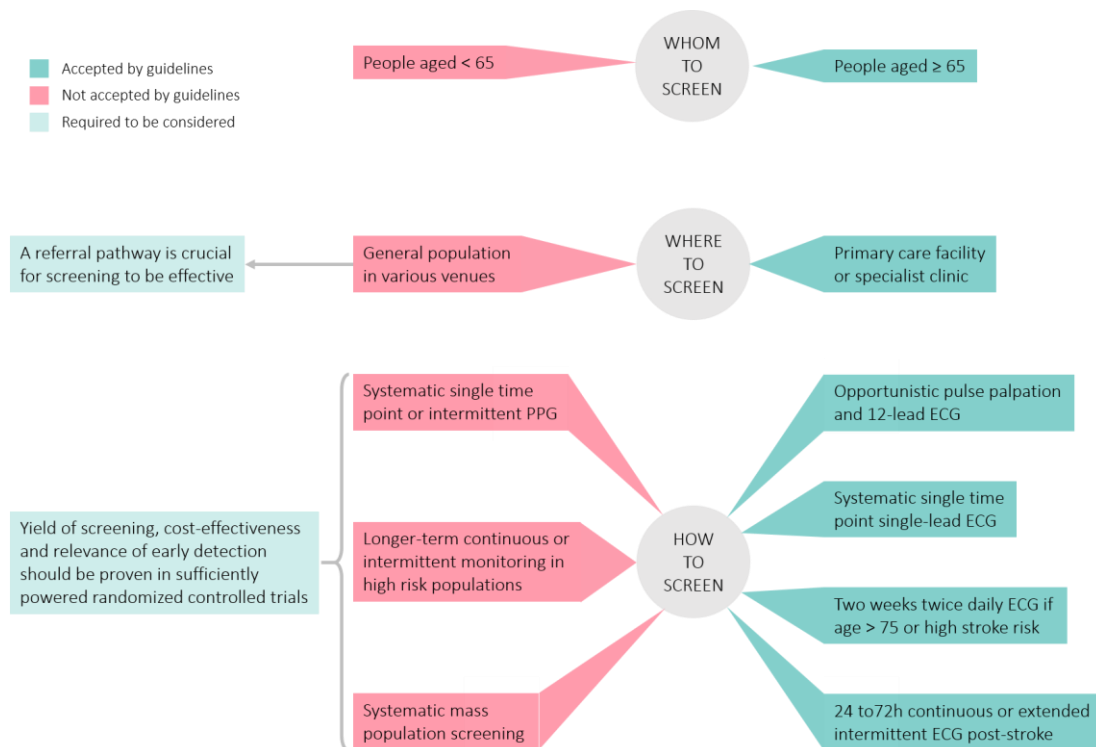 Accepted by guidelines
Not accepted by guidelines
Required to be considered
People aged < 65
WHOM
TO
SCREEN
People aged ≥ 65
A referral pathway is crucial
for screening to be effective
General population
in various venues
WHERE
TO
SCREEN
Primary care facility
or specialist clinic
Yield of screening, cost-effectiveness
and relevance of early detection
should be proven in sufficiently
powered randomized controlled trials
Systematic single time
point or intermittent PPG
Longer-term continuous or
intermittent monitoring in
high risk populations
Systematic mass
population screening
HOW
TO
SCREEN
Opportunistic pulse palpation
and 12-lead ECG
Systematic single time
point single-lead ECG
Two weeks twice daily ECG if
age > 75 or high stroke risk
24 to72h continuous or extended
intermittent ECG post-stroke